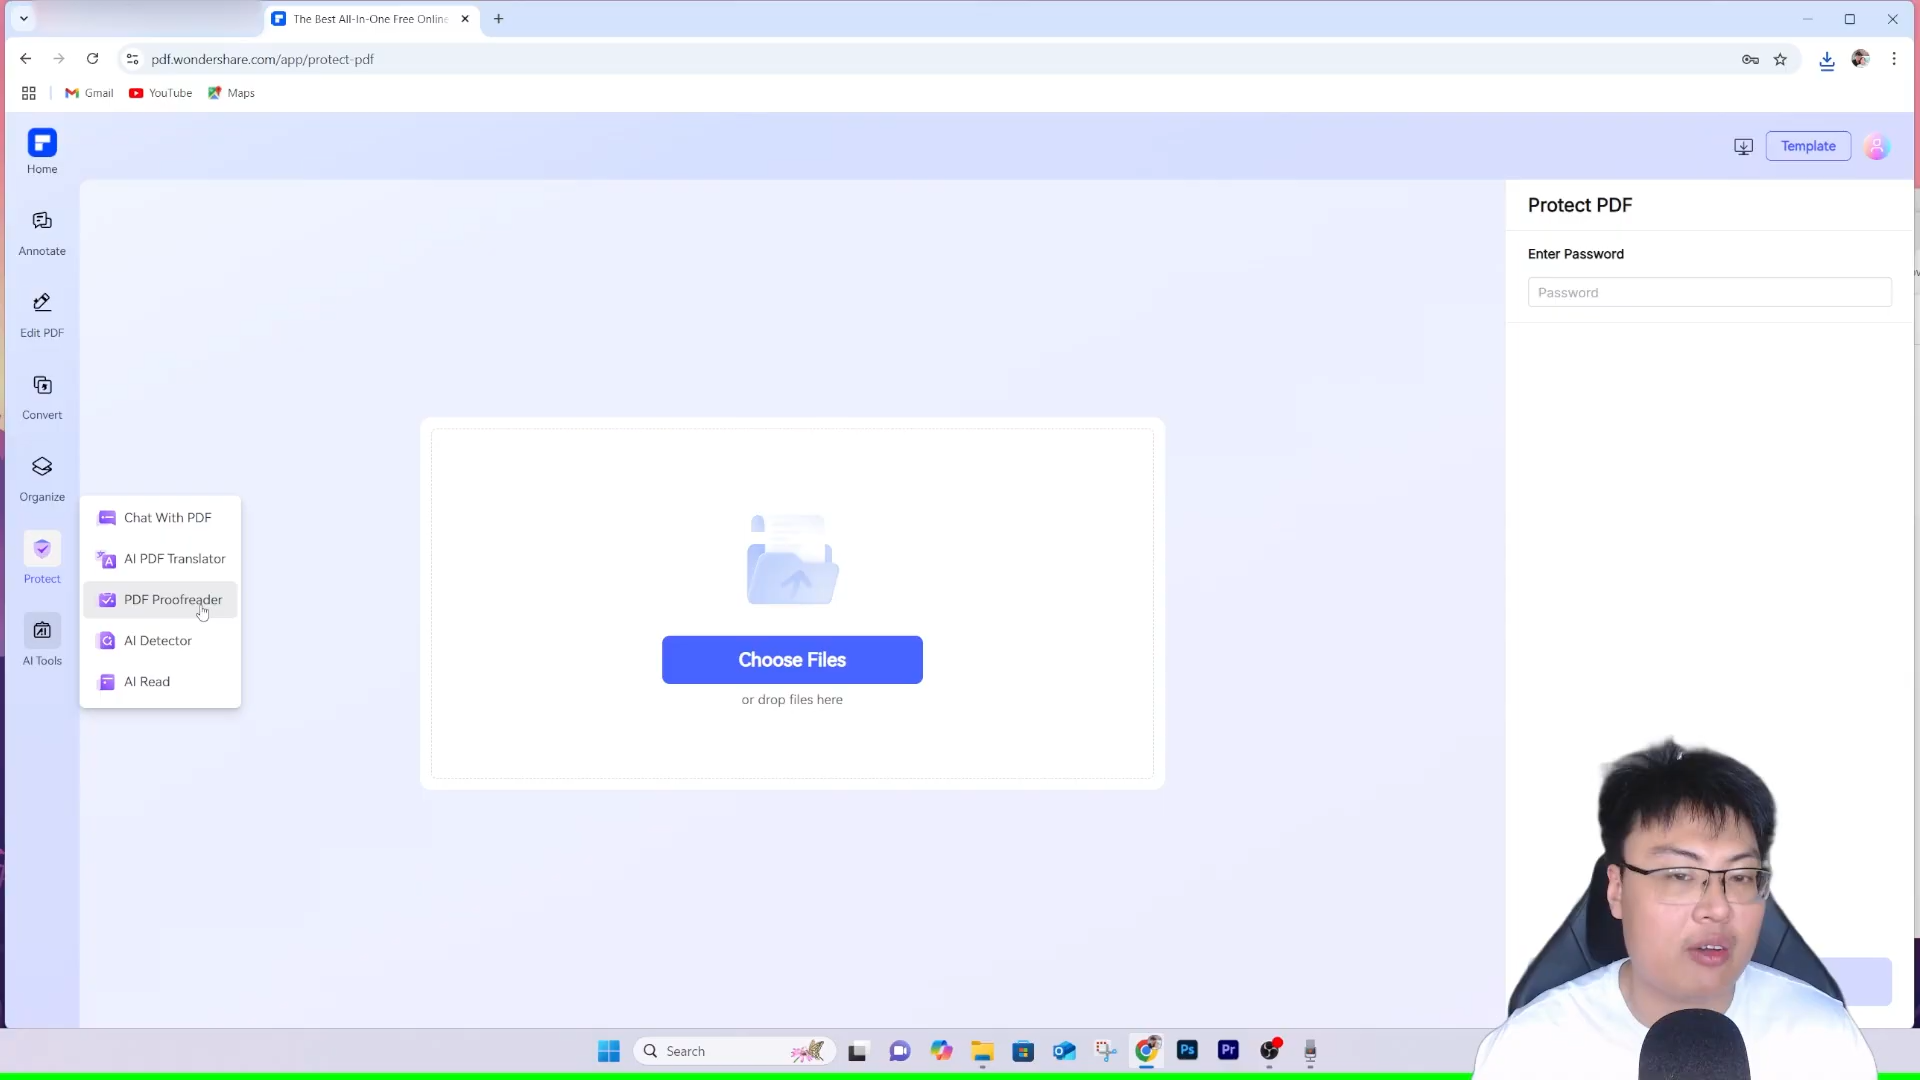 The Best All-In-One Free Online
pdf.wondershare.com/app/protect-pdf
Gmail YouTube Maps
Home
Annotate
Edit PDF
Convert
Organize
Protect
AI Tools
Chat With PDF
AI PDF Translator
PDF Proofreader
AI Detector
AI Read
Choose Files
or drop files here
Template
Protect PDF
Enter Password
Password
Search
Ps
Pr